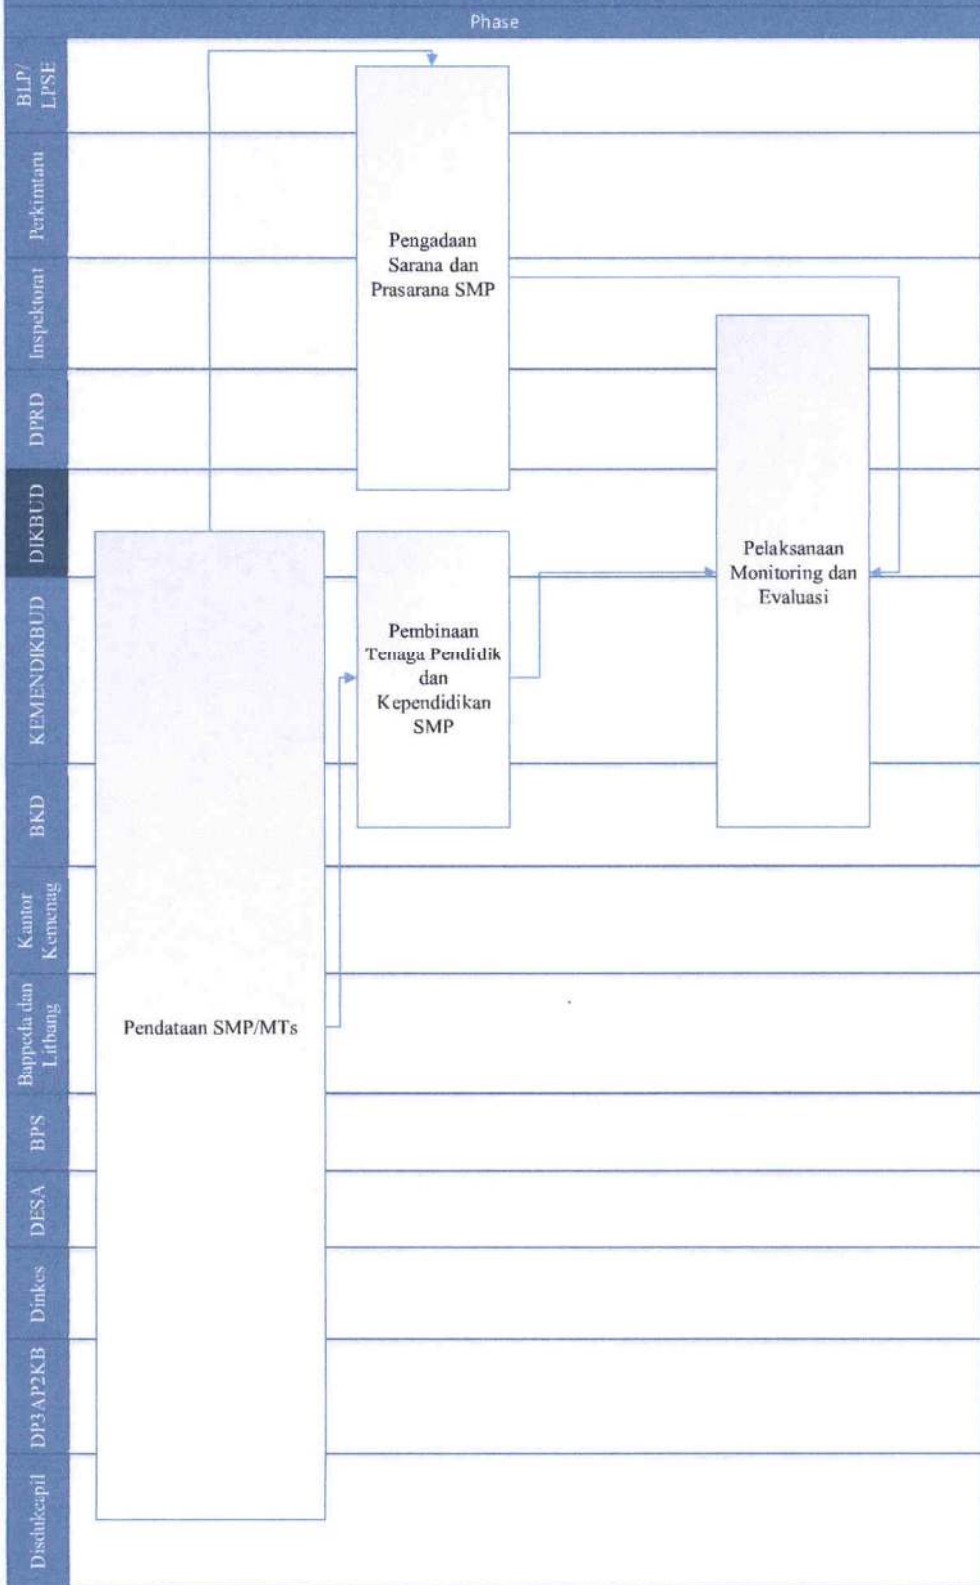 Phase
BLP/
LPSE
Perkimtaru
Inspektorat
DPRD
DIKBUD
KEMENDIKBUD
BKD
Kantor
Kemenag
Bappeda dan
Litbang
BPS
DESA
Dinkes
DP3AP2KB
Disdukcapil
Pengadaan
Sarana dan
Prasarana SMP
Pelaksanaan
Monitoring dan
Evaluasi
Pembinaan
Tenaga Pendidik
dan
Kependidikan
SMP
Pendataan SMP/MTs